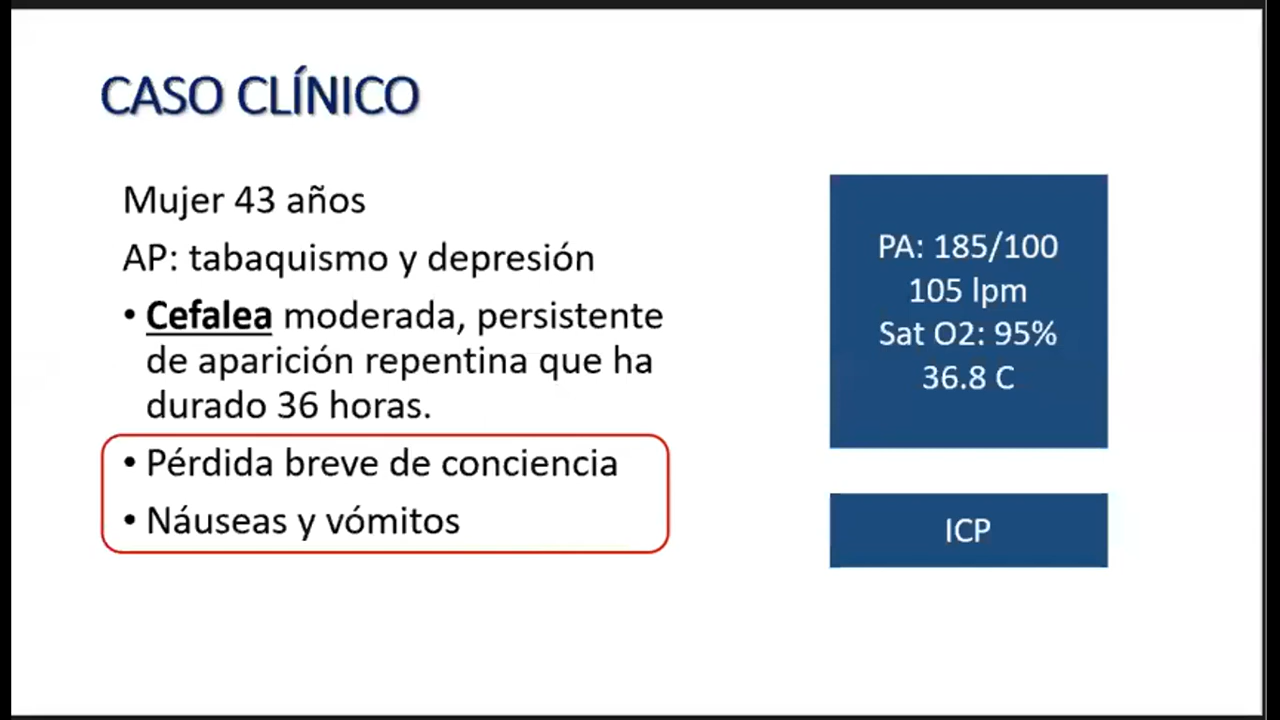 CASO CLÍNICO
Mujer 43 años
AP: tabaquismo y depresión
• Cefalea moderada, persistente
de aparición repentina que ha
durado 36 horas.
• Pérdida breve de conciencia
• Náuseas y vómitos
PA: 185/100
105 lpm
Sat O2: 95%
36.8 C
ICP